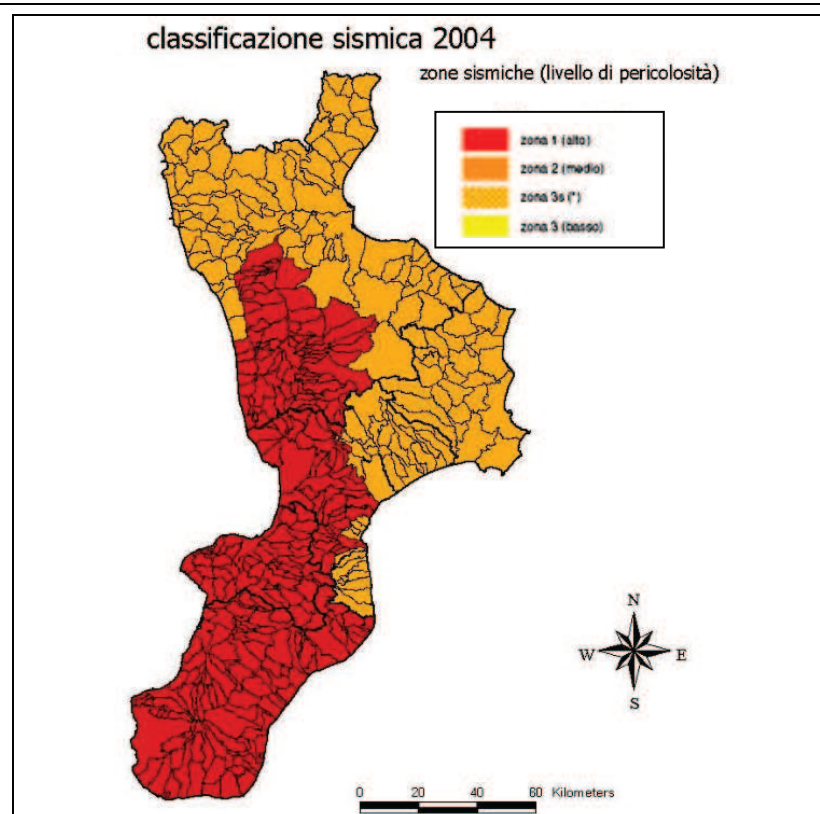 classificazione sismica 2004
zone sismiche (livello di pericolosità)
zona 1 (alto)
zona 2 (medio)
zona 3s (*)
zona 3 (basso)
N
W E
S
0 20 40 60 Kilometers